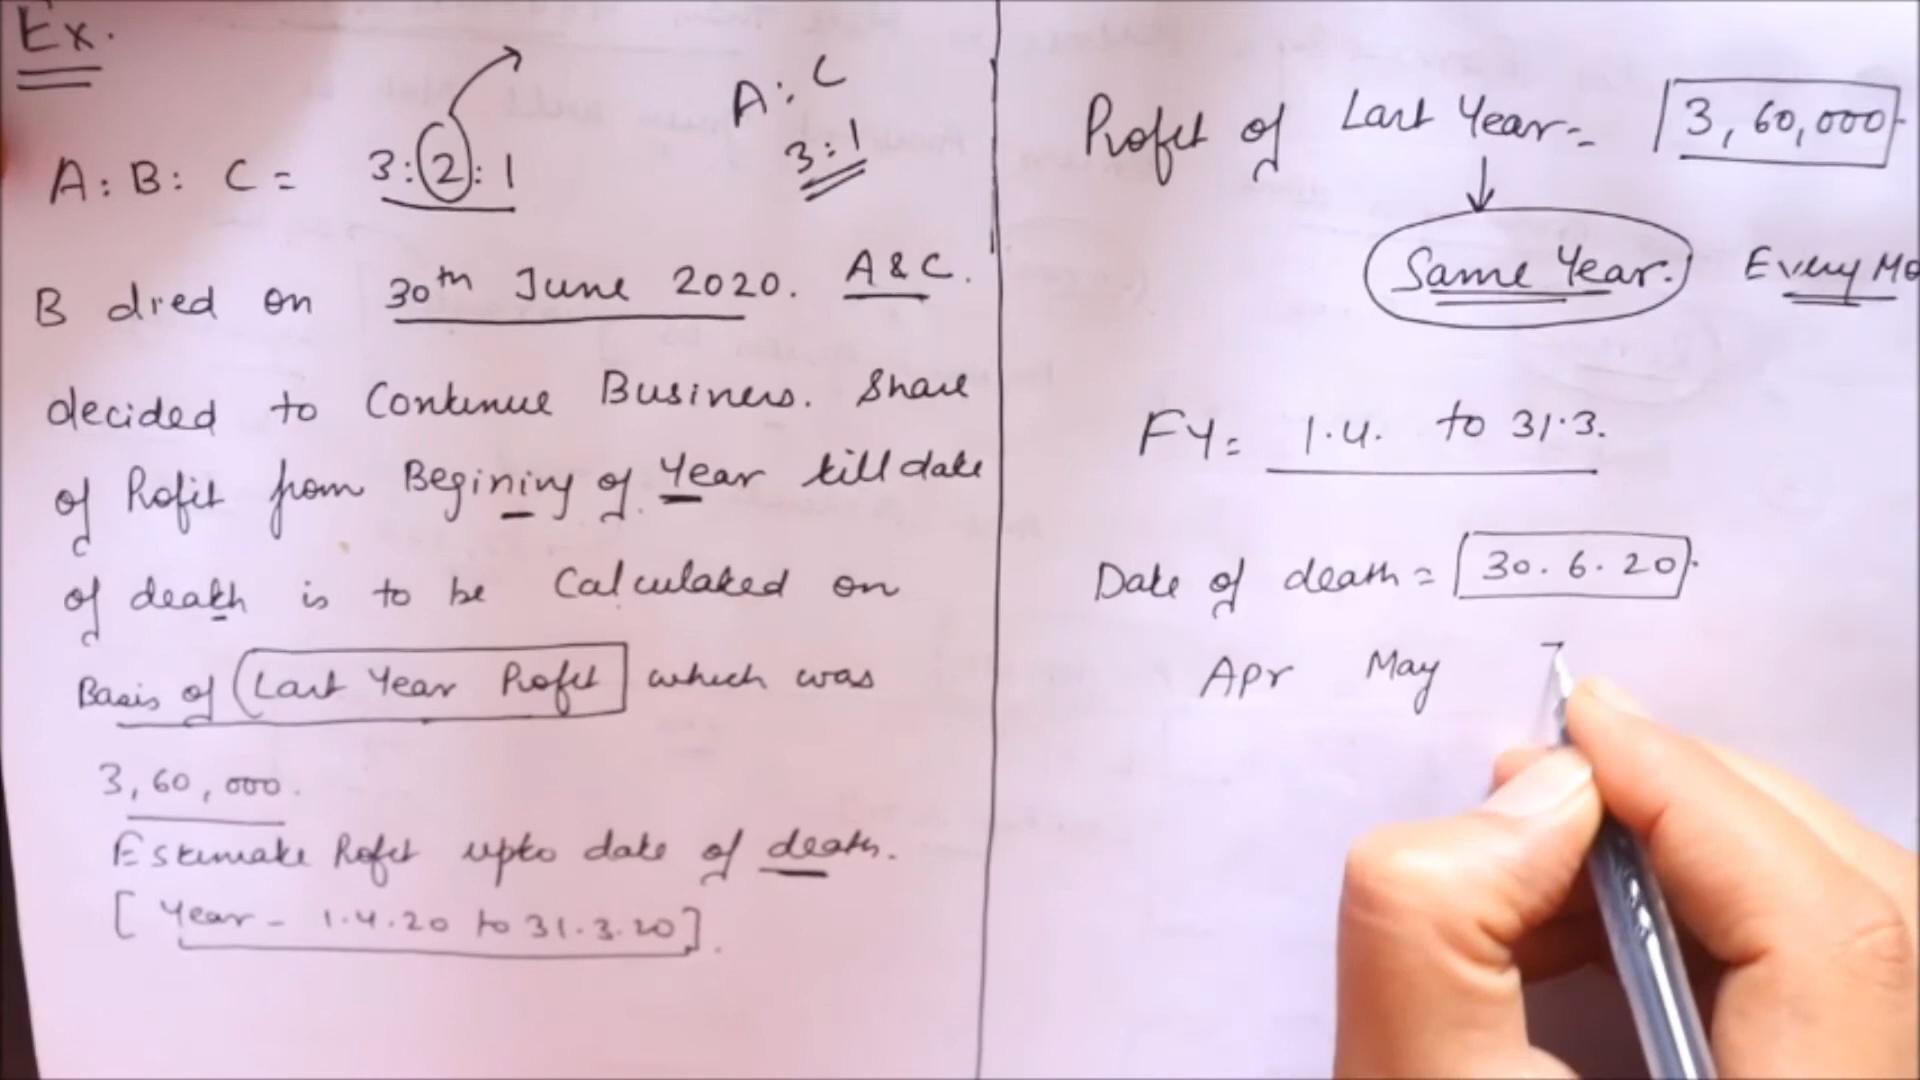 Ex.
A : B : C = 3 : 2 : 1
A : C
3 : 1
B died on 30th June 2020. A & C.
decided to Continue Business. Share
of Profit from Begining of Year till date
of death is to be Calculated on
Basis of Last Year Profit which was
3,60,000.
Estemate Profit upto date of death.
[ Year - 1.4.20 to 31.3.20].
Profit of Last Year = 3,60,000/-
Same Year. Every Mo
FY = 1.4. to 31.3.
Date of death = 30.6.20.
Apr May